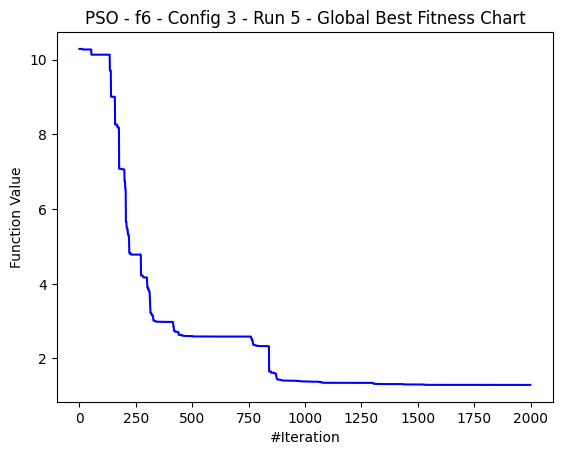 PSO - f6 - Config 3 - Run 5 - Global Best Fitness Chart
10
8
6
4
2
Function Value
0 250 500 750 1000 1250 1500 1750 2000
#Iteration